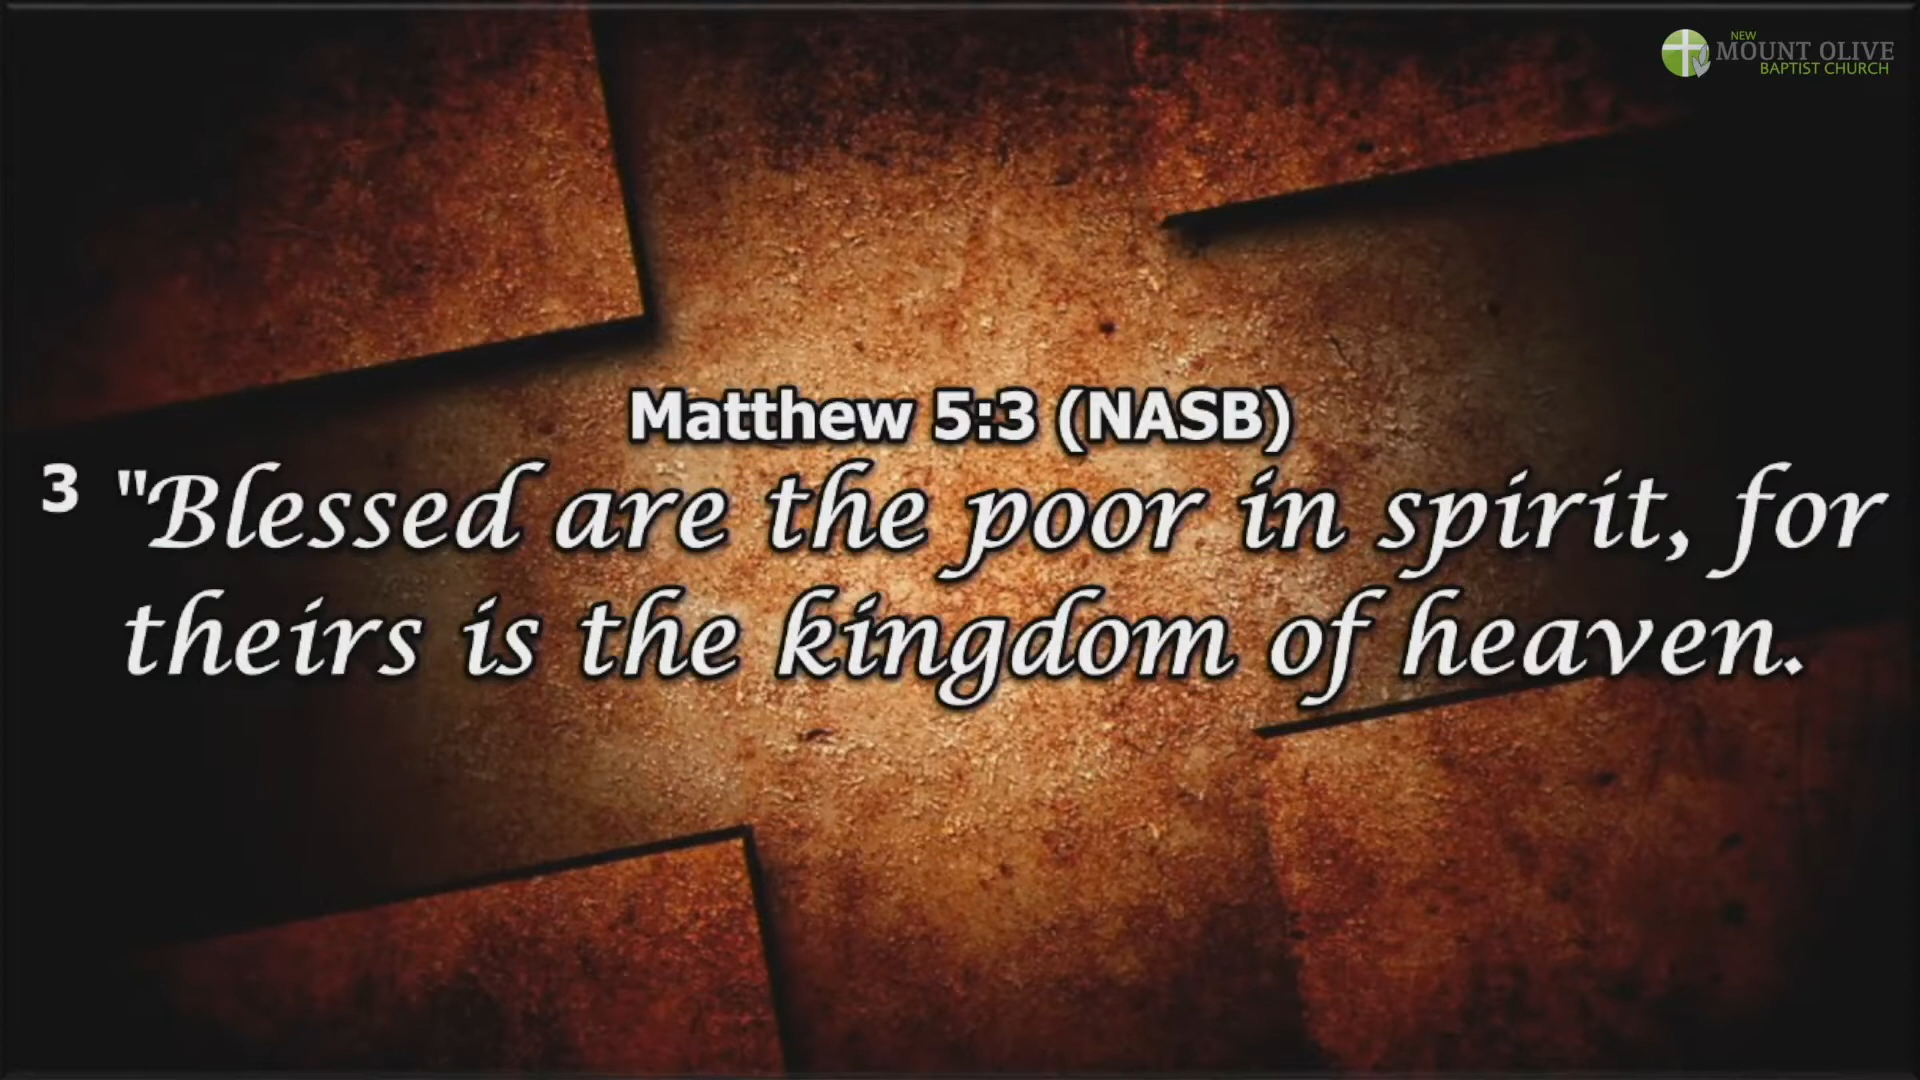 NEW
MOUNT OLIVE
BAPTIST CHURCH
Matthew 5:3 (NASB)
3 "Blessed are the poor in spirit, for
theirs is the kingdom of heaven.